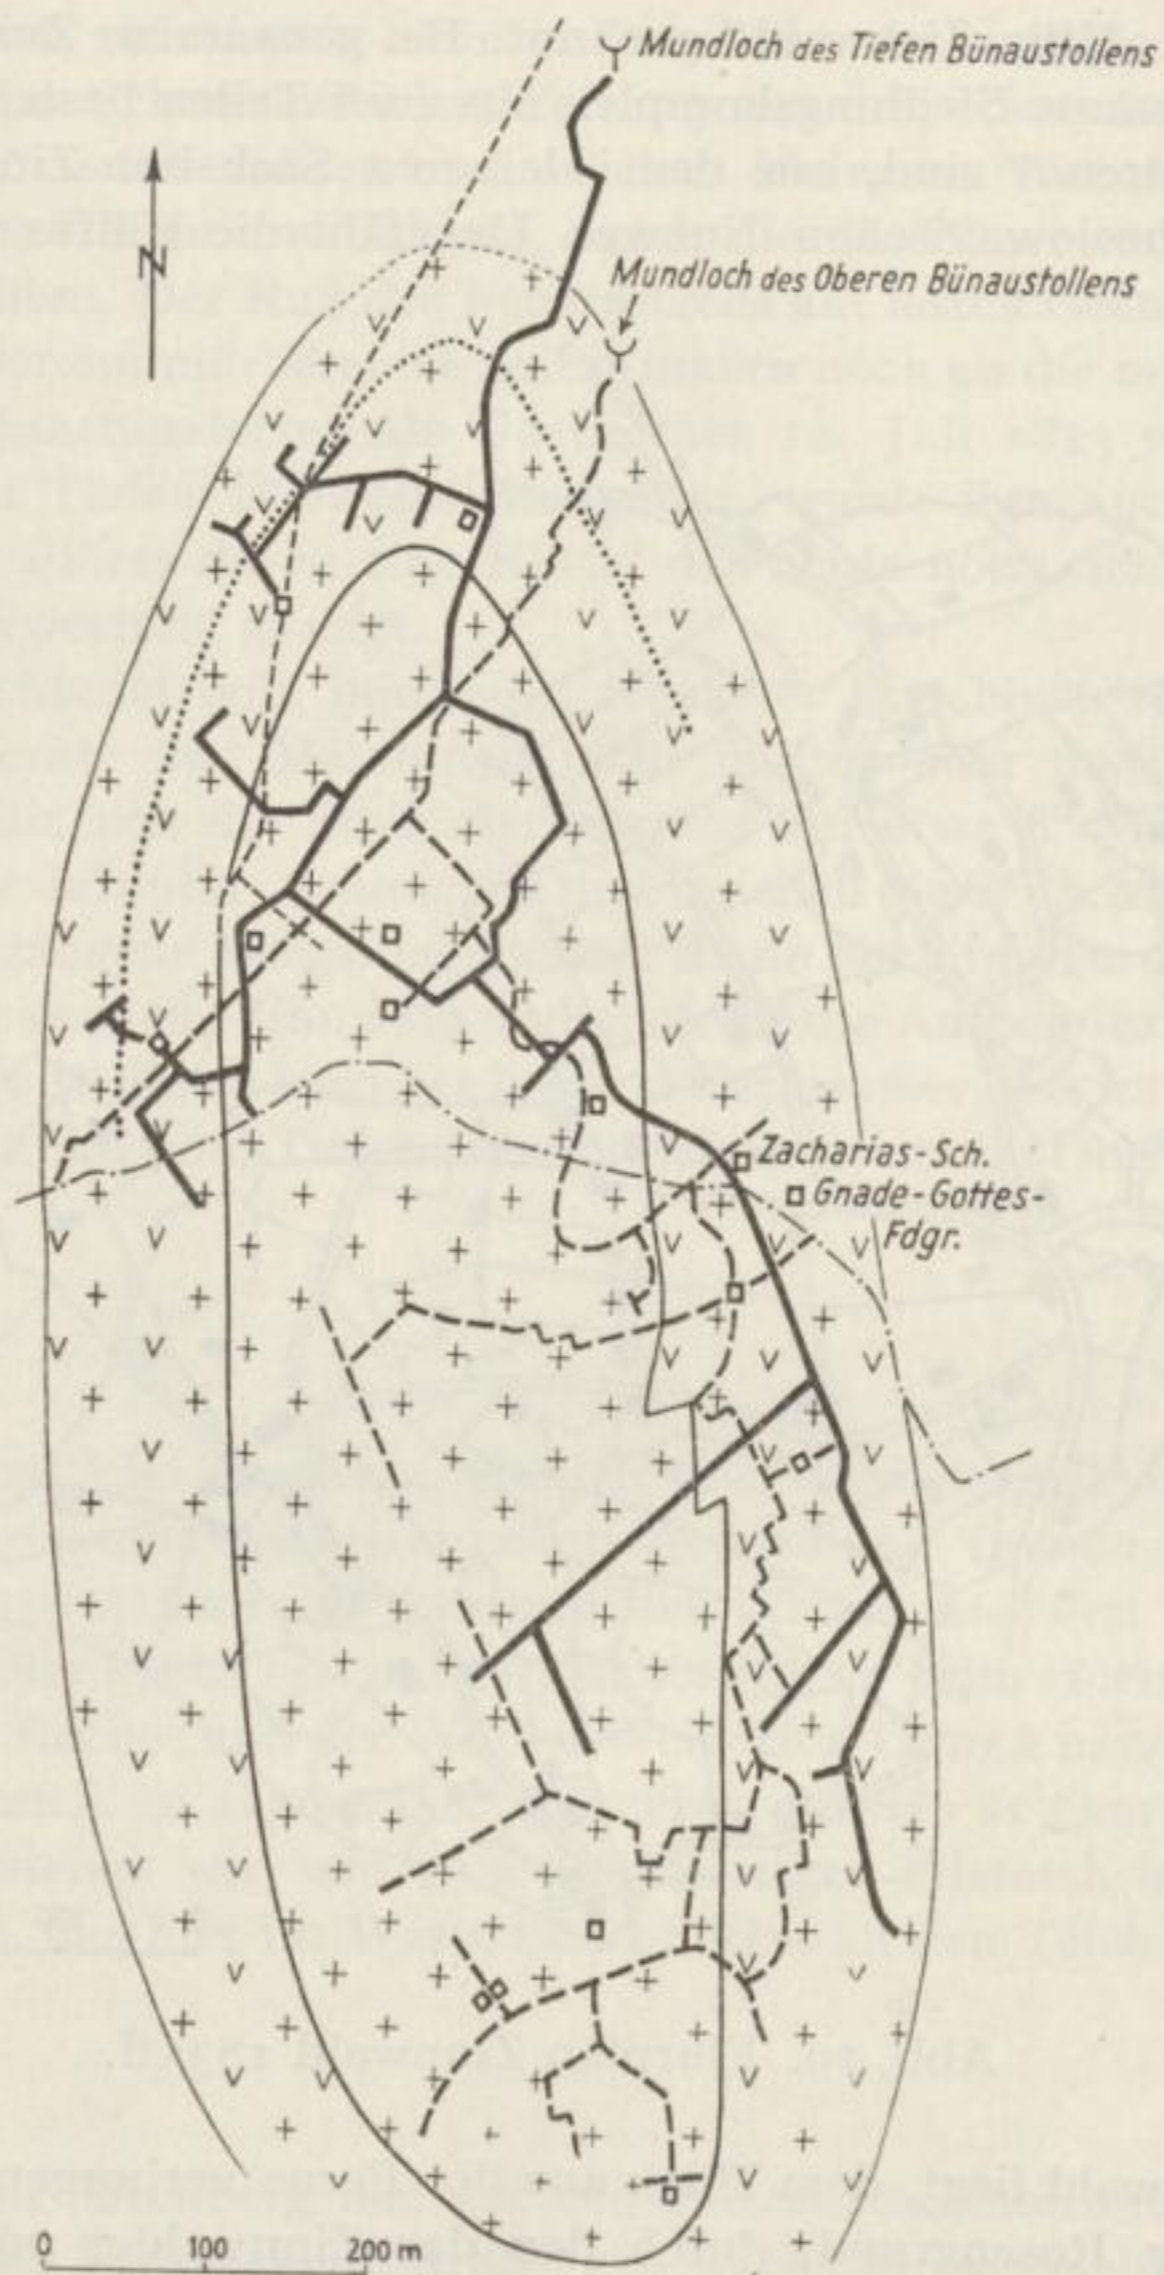 Mundloch des Tiefen Bünaustollens
N
Mundloch des Oberen Bünaustollens
Zacharias-Sch.
Gnade-Gottes-
Fdgr.
0 100 200 m